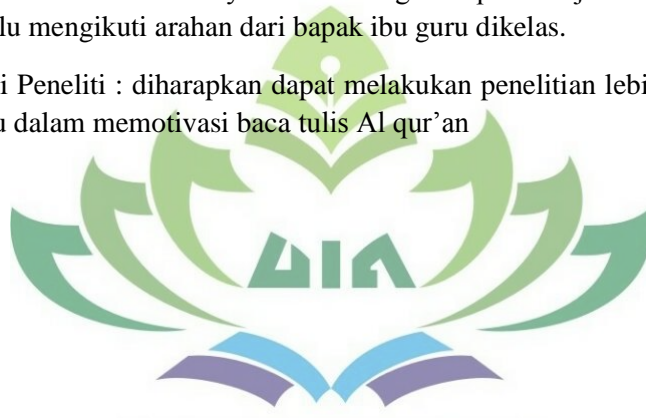 lu mengikuti arahan dari bapak ibu guru dikelas.
i Peneliti : diharapkan dapat melakukan penelitian lebi
u dalam memotivasi baca tulis Al qur’an
UIN